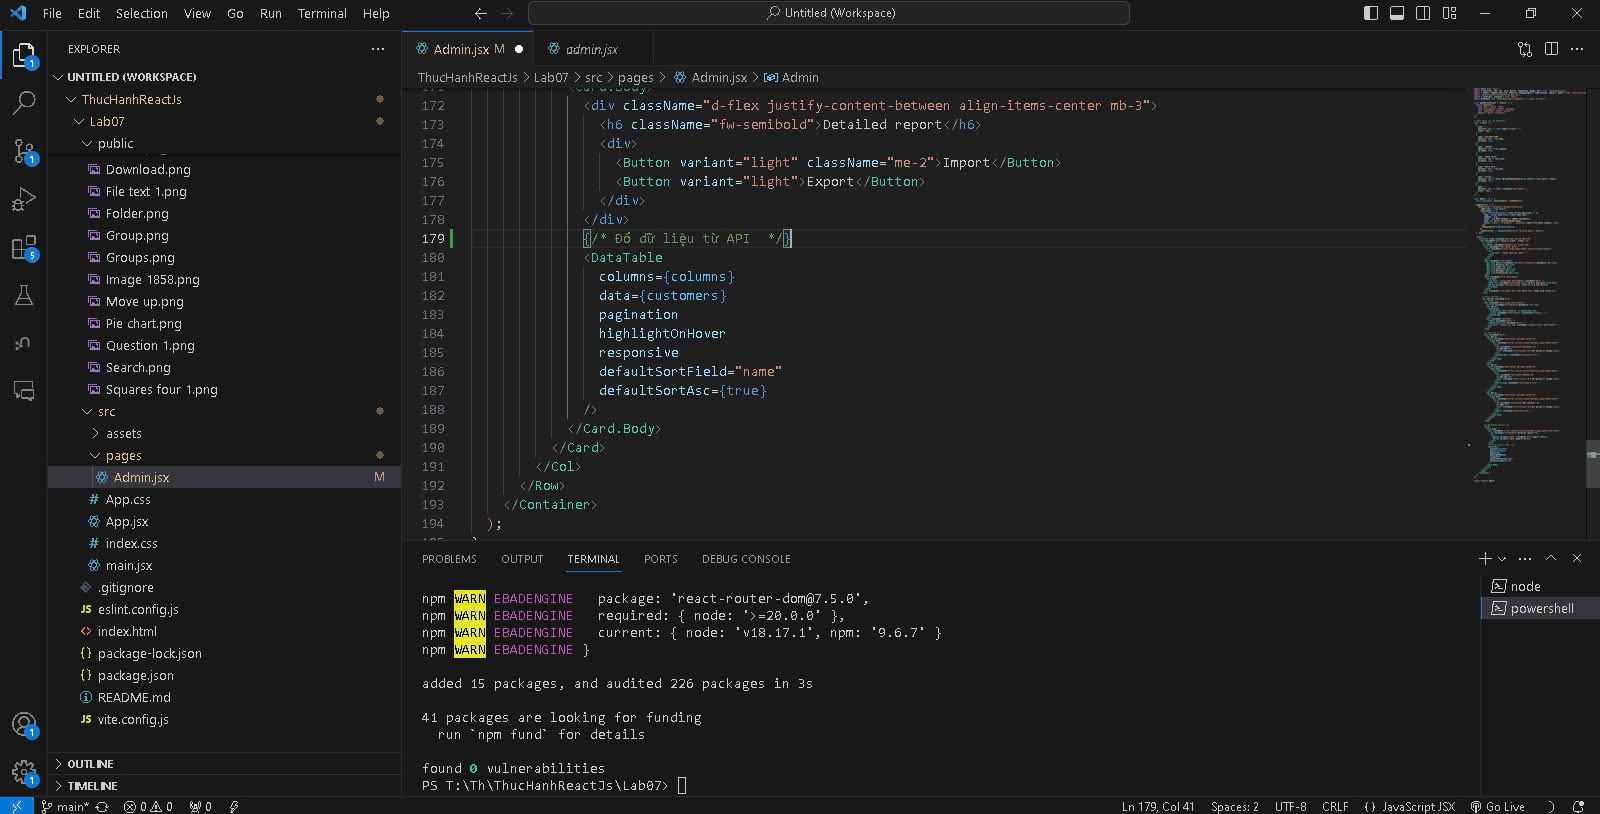 File Edit Selection View Go Run Terminal Help
Untitled (Workspace)
EXPLORER
UNTITLED (WORKSPACE)
ThucHanhReactJs
Lab07
public
Download.png
File text 1.png
Folder.png
Group.png
Groups.png
Image 1858.png
Move up.png
Pie chart.png
Question 1.png
Search.png
Squares four 1.png
src
assets
pages
Admin.jsx M
App.css
App.jsx
index.css
main.jsx
.gitignore
eslint.config.js
index.html
package-lock.json
package.json
README.md
vite.config.js
OUTLINE
TIMELINE
Admin.jsx M
admin.jsx
ThucHanhReactJs > Lab07 > src > pages > Admin.jsx > Admin
171 <Card.Body>
172 <div className="d-flex justify-content-between align-items-center mb-3">
173 <h6 className="fw-semibold">Detailed report</h6>
174 <div>
175 <Button variant="light" className="me-2">Import</Button>
176 <Button variant="light">Export</Button>
177 </div>
178 </div>
179 {/* Đổ dữ liệu từ API  */}
180 <DataTable
181 columns={columns}
182 data={customers}
183 pagination
184 highlightOnHover
185 responsive
186 defaultSortField="name"
187 defaultSortAsc={true}
188 />
189 </Card.Body>
190 </Card>
191 </Col>
192 </Row>
193 </Container>
194 );
PROBLEMS OUTPUT TERMINAL PORTS DEBUG CONSOLE
npm WARN EBADENGINE   package: 'react-router-dom@7.5.0',
npm WARN EBADENGINE   required: { node: '>=20.0.0' },
npm WARN EBADENGINE   current: { node: 'v18.17.1', npm: '9.6.7' }
npm WARN EBADENGINE }
added 15 packages, and audited 226 packages in 3s
41 packages are looking for funding
run `npm fund` for details
found 0 vulnerabilities
PS T:\Th\ThucHanhReactJs\Lab07>
node
powershell
1
1
5
1
1
main* 0 0 0
Ln 179, Col 41 Spaces: 2 UTF-8 CRLF { } JavaScript JSX Go Live